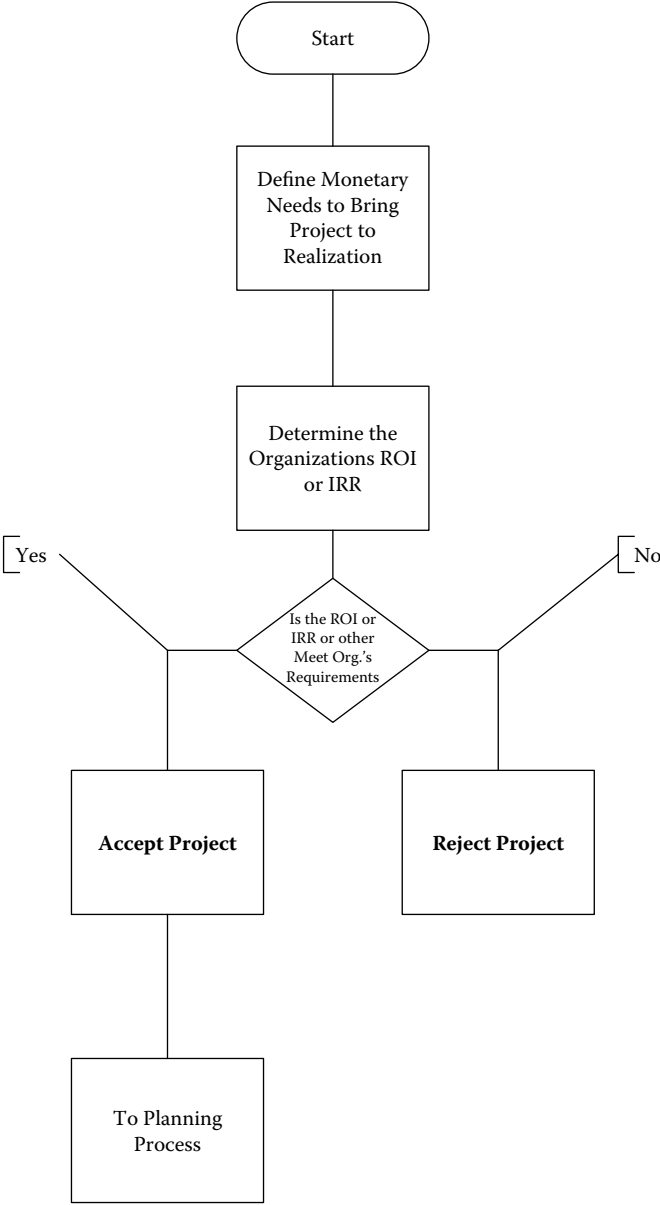 Start
Define Monetary
Needs to Bring
Project to
Realization
Determine the
Organizations ROI
or IRR
Yes
No
Is the ROI or
IRR or other
Meet Org.'s
Requirements
Accept Project
Reject Project
To Planning
Process